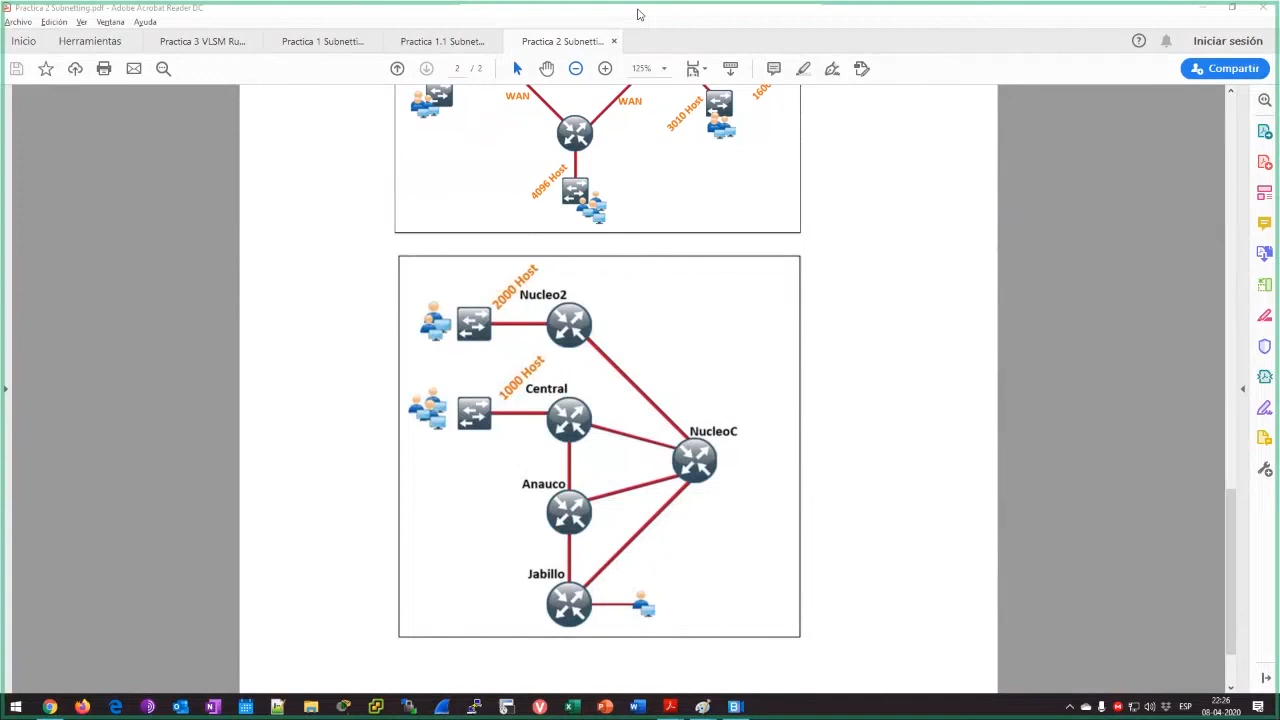 Practica 2 Subnetting.pdf - Adobe Acrobat Reader DC
Archivo Edición Ver Ventana Ayuda
Inicio Herramientas Practica 3 VLSM Ru... Practica 1 Subnetti... Practica 1.1 Subnet... Practica 2 Subnetti... × Iniciar sesión
2 / 2 125% Compartir
WAN WAN 3010 Host
4096 Host
2000 Host
Nucleo2
1000 Host
Central
NucleoC
Anauco
Jabillo
ESP 22:26
08-04-2020